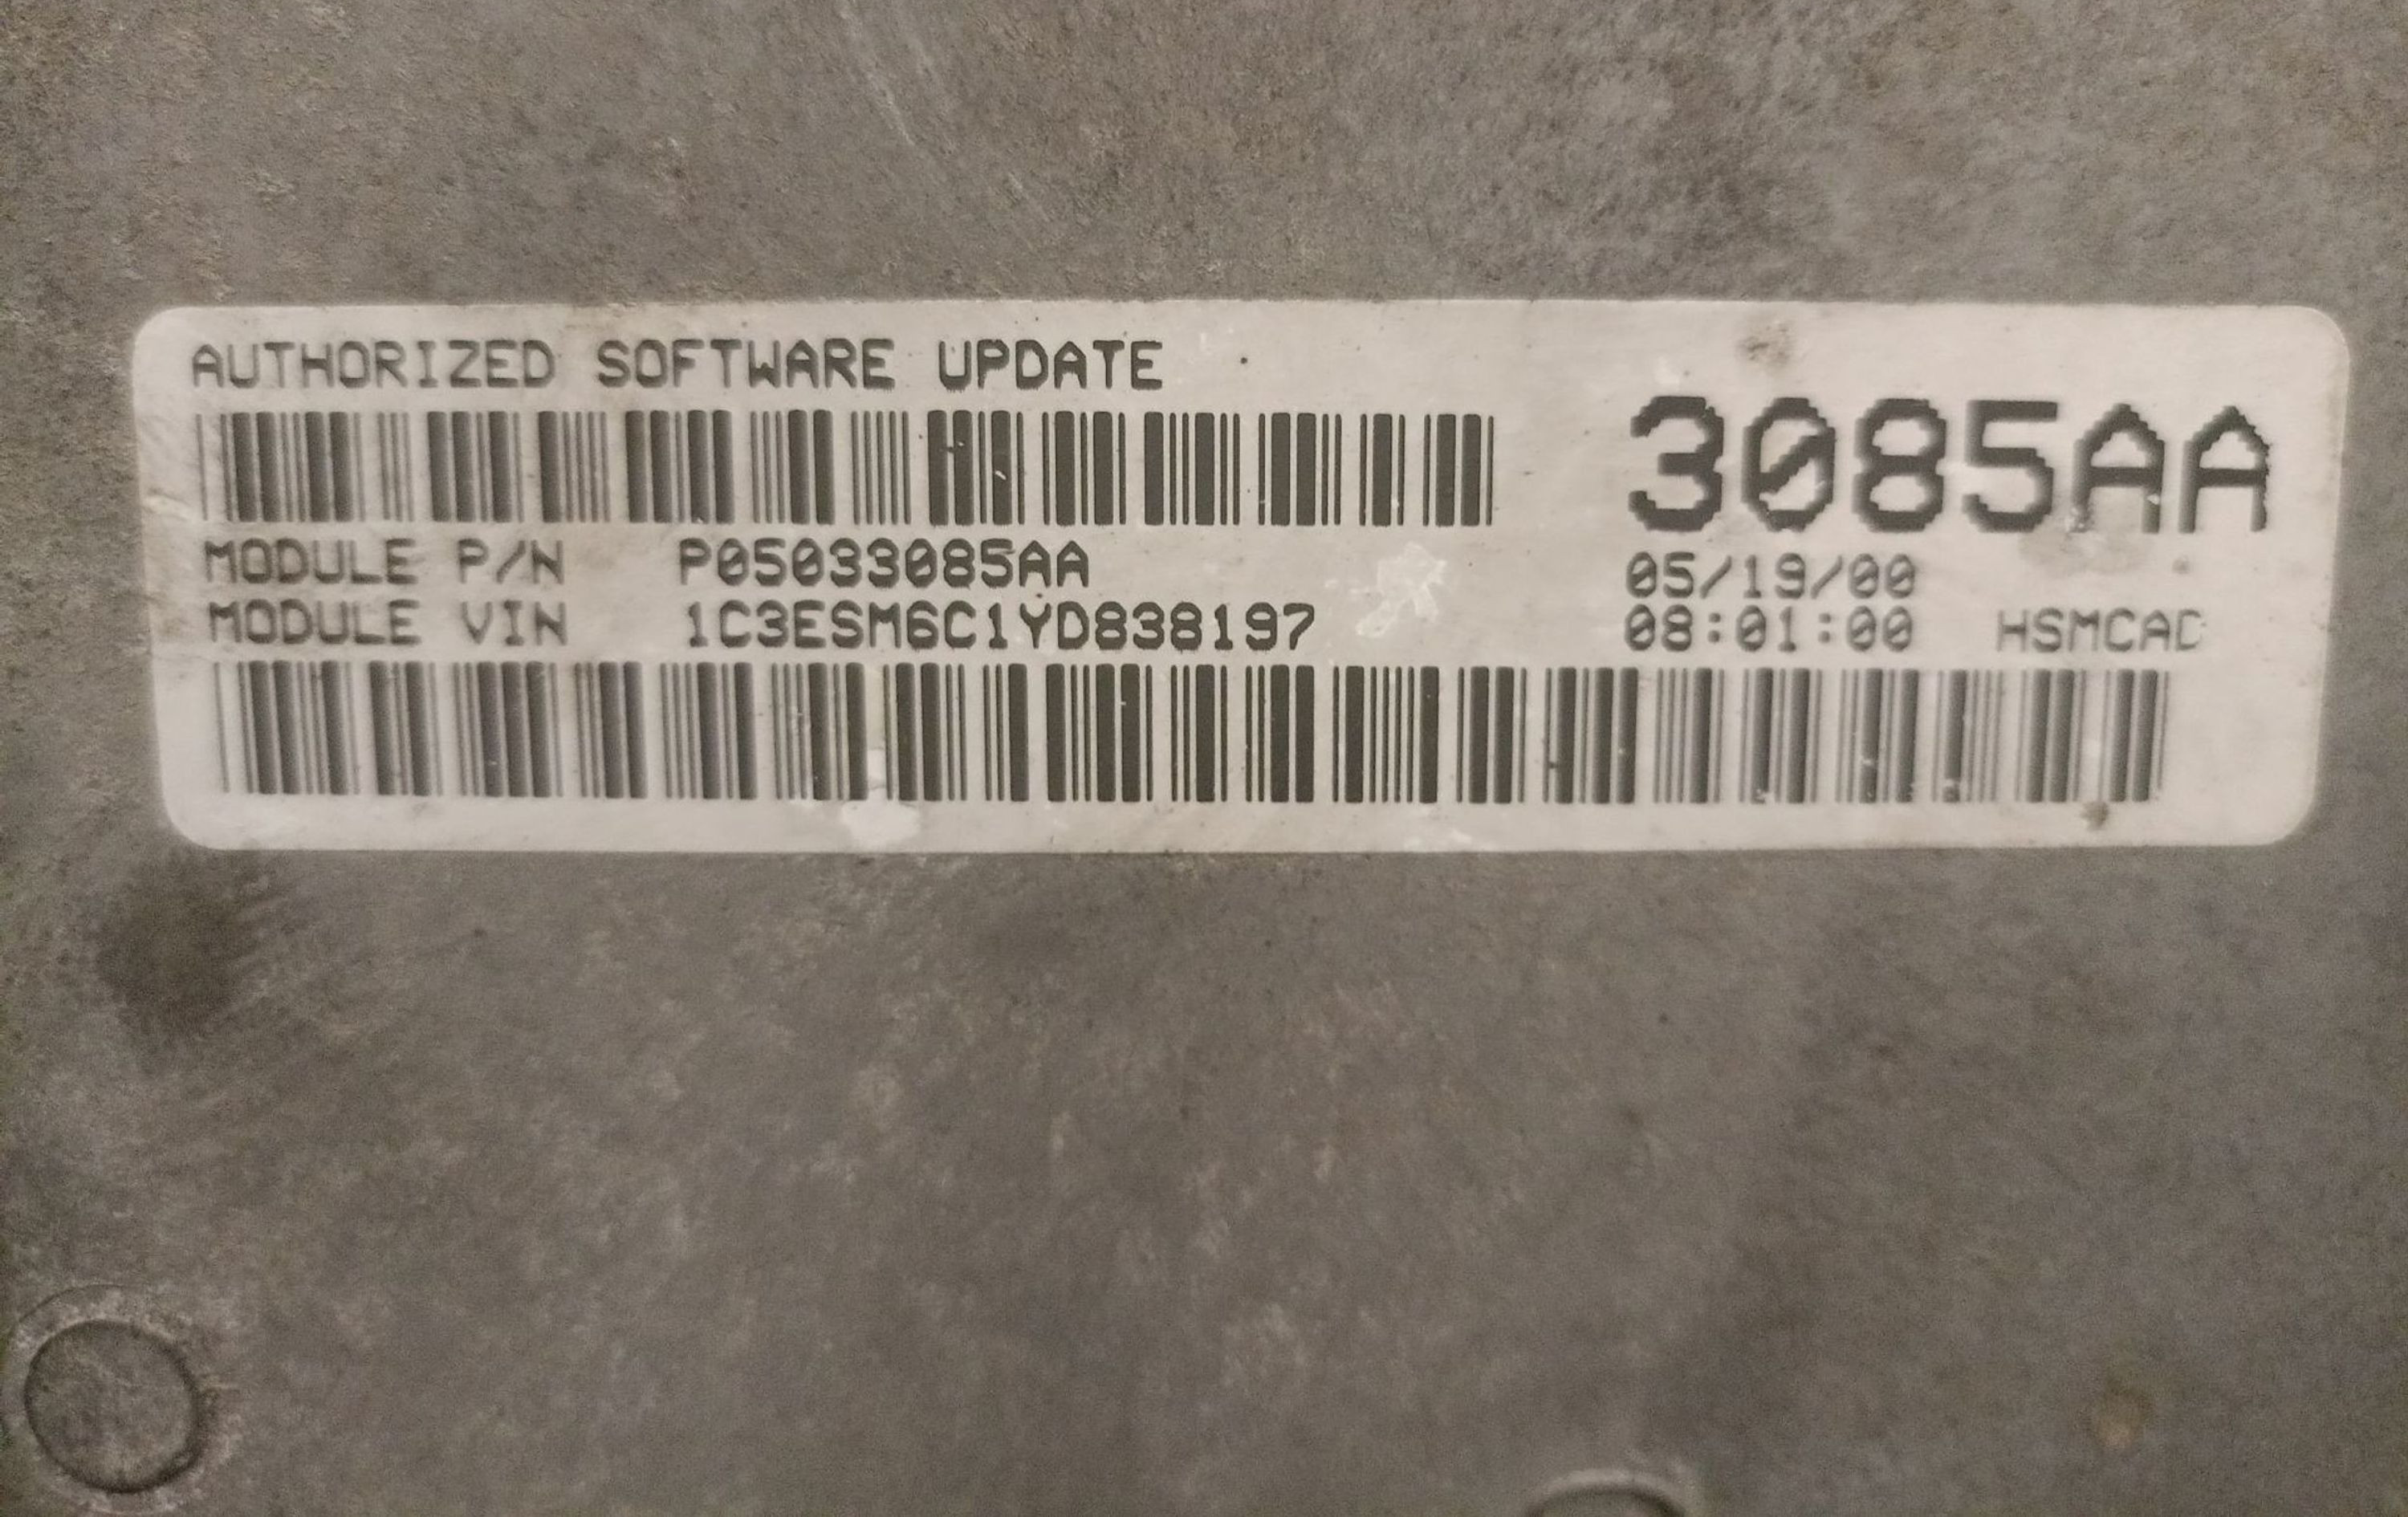 AUTHORIZED SOFTWARE UPDATE
3085AA
MODULE P/N P05033085AA
05/19/00
MODULE VIN 1C3ESM6C1YD838197
08:01:00 HSMCAD